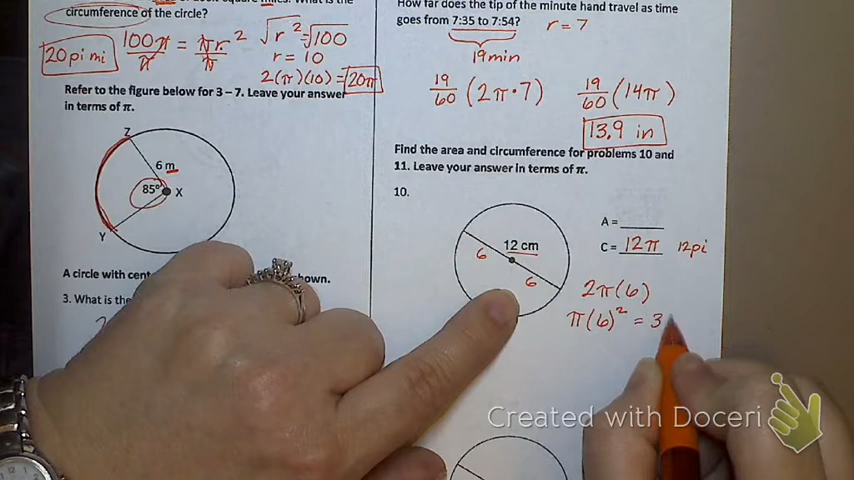 circumference of the circle?
100π = πr²
π π
√r² = √100
r = 10
20 pi mi
2(π)(10) = 20π
Refer to the figure below for 3 – 7. Leave your answer
in terms of π.
Z
6 m
85°
X
Y
A circle with cent
own.
3. What is the
How far does the tip of the minute hand travel as time
goes from 7:35 to 7:54?
r = 7
19min
19/60 (2π·7)
19/60 (14π)
13.9 in
Find the area and circumference for problems 10 and
11. Leave your answer in terms of π.
10.
12 cm
6
6
A =
C = 12π 12pi
2π(6)
π(6)² = 3
Created with Doceri